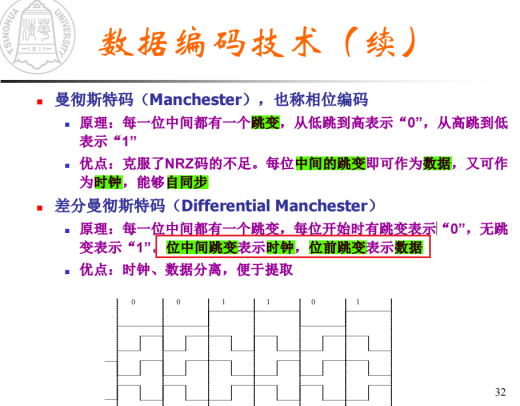 TSINGHUA UNIVERSITY
-1911-
数据编码技术（续）
曼彻斯特码（Manchester），也称相位编码
原理：每一位中间都有一个跳变，从低跳到高表示“0”，从高跳到低
表示“1”
优点：克服了NRZ码的不足。每位中间的跳变即可作为数据，又可作
为时钟，能够自同步
差分曼彻斯特码（Differential Manchester）
原理：每一位中间都有一个跳变，每位开始时有跳变表示“0”，无跳
变表示“1”。位中间跳变表示时钟，位前跳变表示数据
优点：时钟、数据分离，便于提取
0 0 1 1 0 1
32